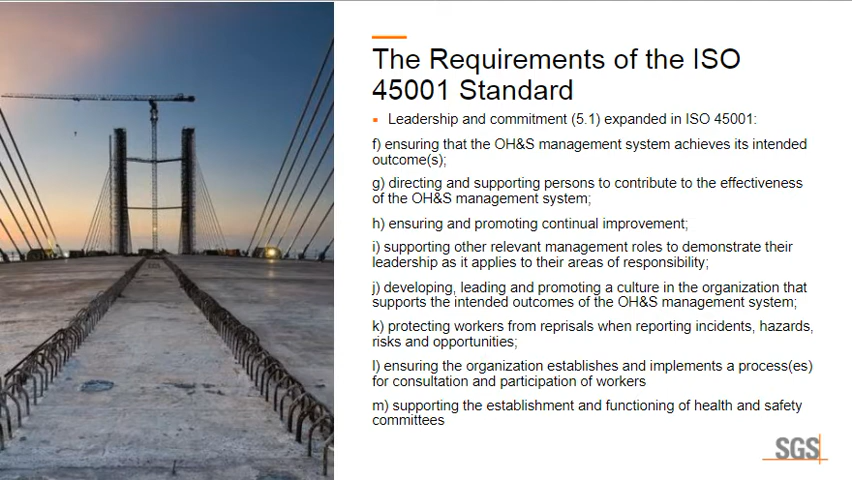 The Requirements of the ISO
45001 Standard
▪ Leadership and commitment (5.1) expanded in ISO 45001:
f) ensuring that the OH&S management system achieves its intended
outcome(s);
g) directing and supporting persons to contribute to the effectiveness
of the OH&S management system;
h) ensuring and promoting continual improvement;
i) supporting other relevant management roles to demonstrate their
leadership as it applies to their areas of responsibility;
j) developing, leading and promoting a culture in the organization that
supports the intended outcomes of the OH&S management system;
k) protecting workers from reprisals when reporting incidents, hazards,
risks and opportunities;
l) ensuring the organization establishes and implements a process(es)
for consultation and participation of workers
m) supporting the establishment and functioning of health and safety
committees
SGS